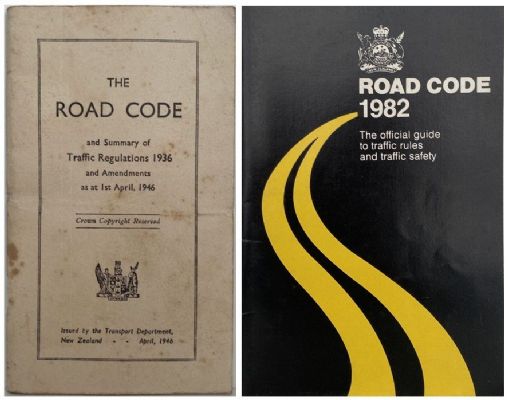 THE
ROAD CODE
and Summary of
Traffic Regulations 1936
and Amendments
as at 1st April, 1946
Crown Copyright Reserved
Issued by the Transport Department,
New Zealand - - April, 1946
ROAD CODE
1982
The official guide
to traffic rules
and traffic safety